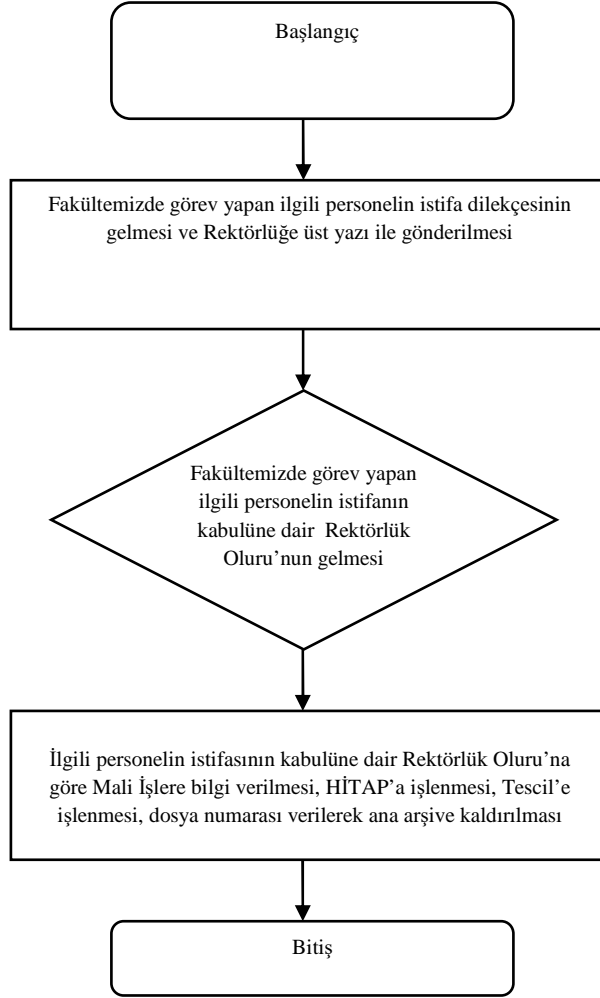 Başlangıç
Fakültemizde görev yapan ilgili personelin istifa dilekçesinin
gelmesi ve Rektörlüğe üst yazı ile gönderilmesi
Fakültemizde görev yapan
ilgili personelin istifanın
kabulüne dair  Rektörlük
Oluru’nun gelmesi
İlgili personelin istifasının kabulüne dair Rektörlük Oluru’na
göre Mali İşlere bilgi verilmesi, HİTAP’a işlenmesi, Tescil’e
işlenmesi, dosya numarası verilerek ana arşive kaldırılması
Bitiş